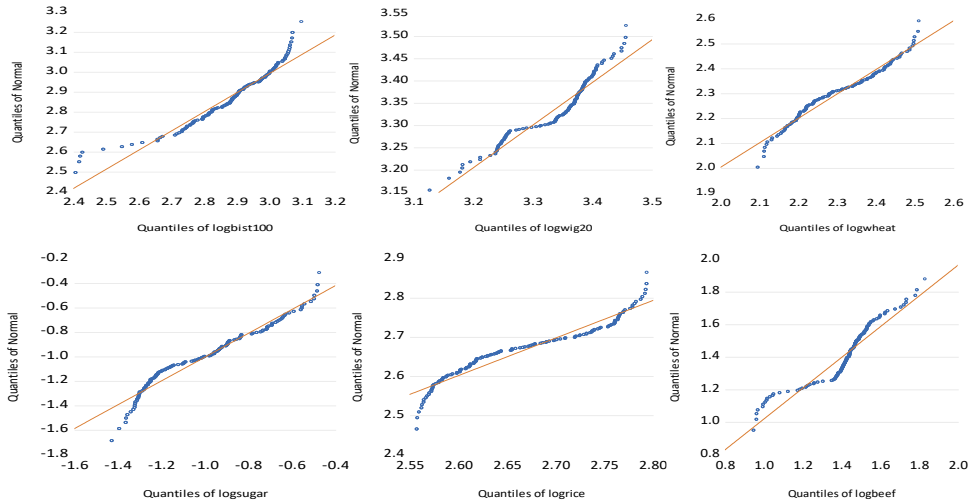 3.3
3.2
3.1
3.0
2.9
2.8
2.7
2.6
2.5
2.4
Quantiles of Normal
2.4 2.5 2.6 2.7 2.8 2.9 3.0 3.1 3.2
Quantiles of logbist100
3.55
3.50
3.40
3.35
3.30
3.25
3.20
3.15
Quantiles of Normal
3.1 3.2 3.3 3.4 3.5
Quantiles of logwig20
2.6
2.5
2.4
2.3
2.2
2.1
2.0
1.9
Quantiles of Normal
2.0 2.1 2.2 2.3 2.4 2.5 2.6
Quantiles of logwheat
-0.2
-0.4
-0.6
-0.8
-1.0
-1.2
-1.4
-1.6
-1.8
Quantiles of Normal
-1.6 -1.4 -1.2 -1.0 -0.8 -0.6 -0.4
Quantiles of logsugar
2.9
2.8
2.7
2.6
2.5
2.4
Quantiles of Normal
2.55 2.60 2.65 2.70 2.75 2.80
Quantiles of logrice
2.0
1.8
1.6
1.4
1.2
1.0
0.8
Quantiles of Normal
0.8 1.0 1.2 1.4 1.6 1.8 2.0
Quantiles of logbeef